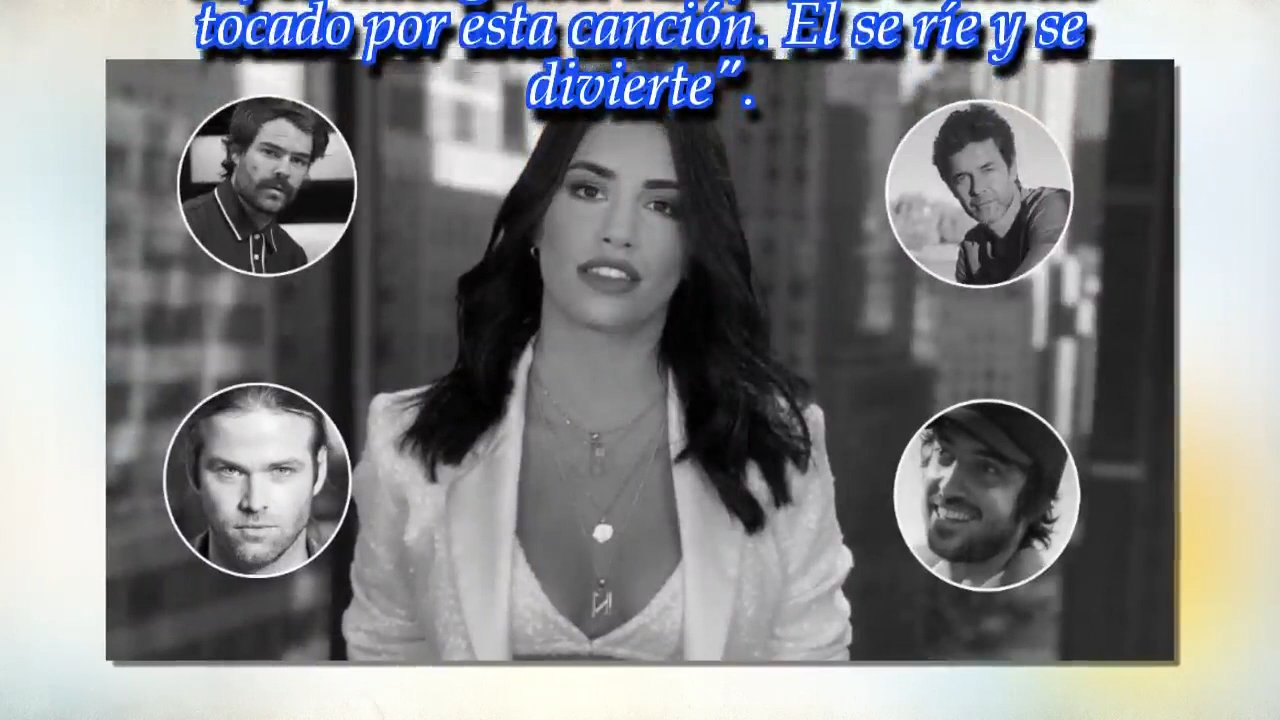 tocado por esta canción. El se ríe y se
divierte".